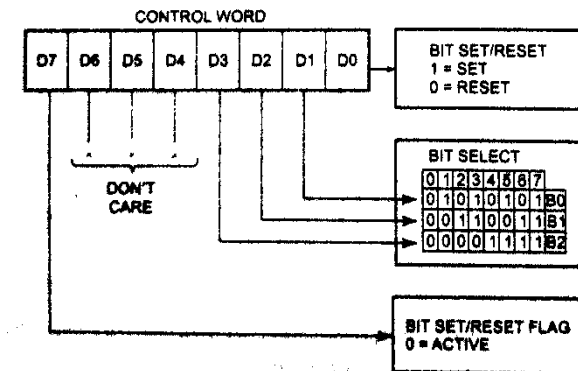 CONTROL WORD
D7 D6 D5 D4 D3 D2 D1 D0
DON'T
CARE
BIT SET/RESET
1 = SET
0 = RESET
BIT SELECT
0 1 2 3 4 5 6 7
0 1 0 1 0 1 0 1 B0
0 0 1 1 0 0 1 1 B1
0 0 0 0 1 1 1 1 B2
BIT SET/RESET FLAG
0 = ACTIVE